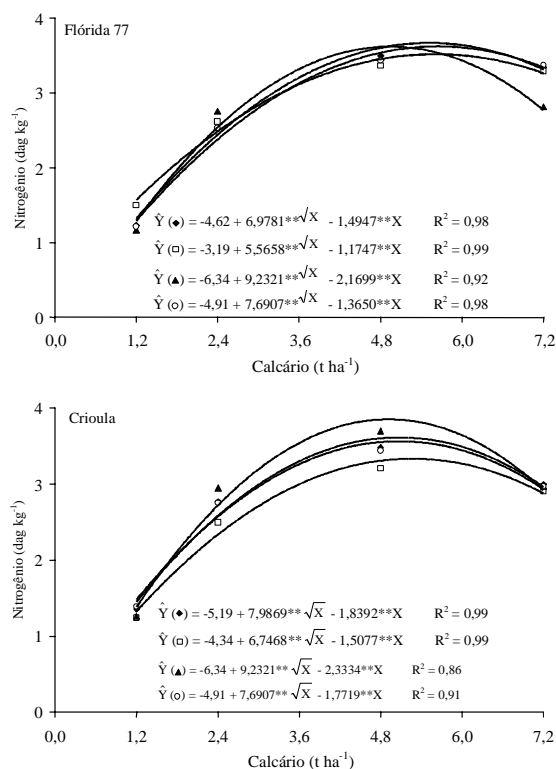 Flórida 77
4
3
2
1
0
Nitrogênio (dag kg⁻¹)
Ŷ (♦) = -4,62 + 6,9781**√X - 1,4947**X R² = 0,98
Ŷ (□) = -3,19 + 5,5658**√X - 1,1747**X R² = 0,99
Ŷ (▲) = -6,34 + 9,2321**√X - 2,1699**X R² = 0,92
Ŷ (○) = -4,91 + 7,6907**√X - 1,3650**X R² = 0,98
0,0 1,2 2,4 3,6 4,8 6,0 7,2
Calcário (t ha⁻¹)
Crioula
4
3
2
1
0
Nitrogênio (dag kg⁻¹)
Ŷ (♦) = -5,19 + 7,9869** √X - 1,8392**X R² = 0,99
Ŷ (□) = -4,34 + 6,7468** √X - 1,5077**X R² = 0,99
Ŷ (▲) = -6,34 + 9,2321** √X - 2,3334**X R² = 0,86
Ŷ (○) = -4,91 + 7,6907** √X - 1,7719**X R² = 0,91
0,0 1,2 2,4 3,6 4,8 6,0 7,2
Calcário (t ha⁻¹)